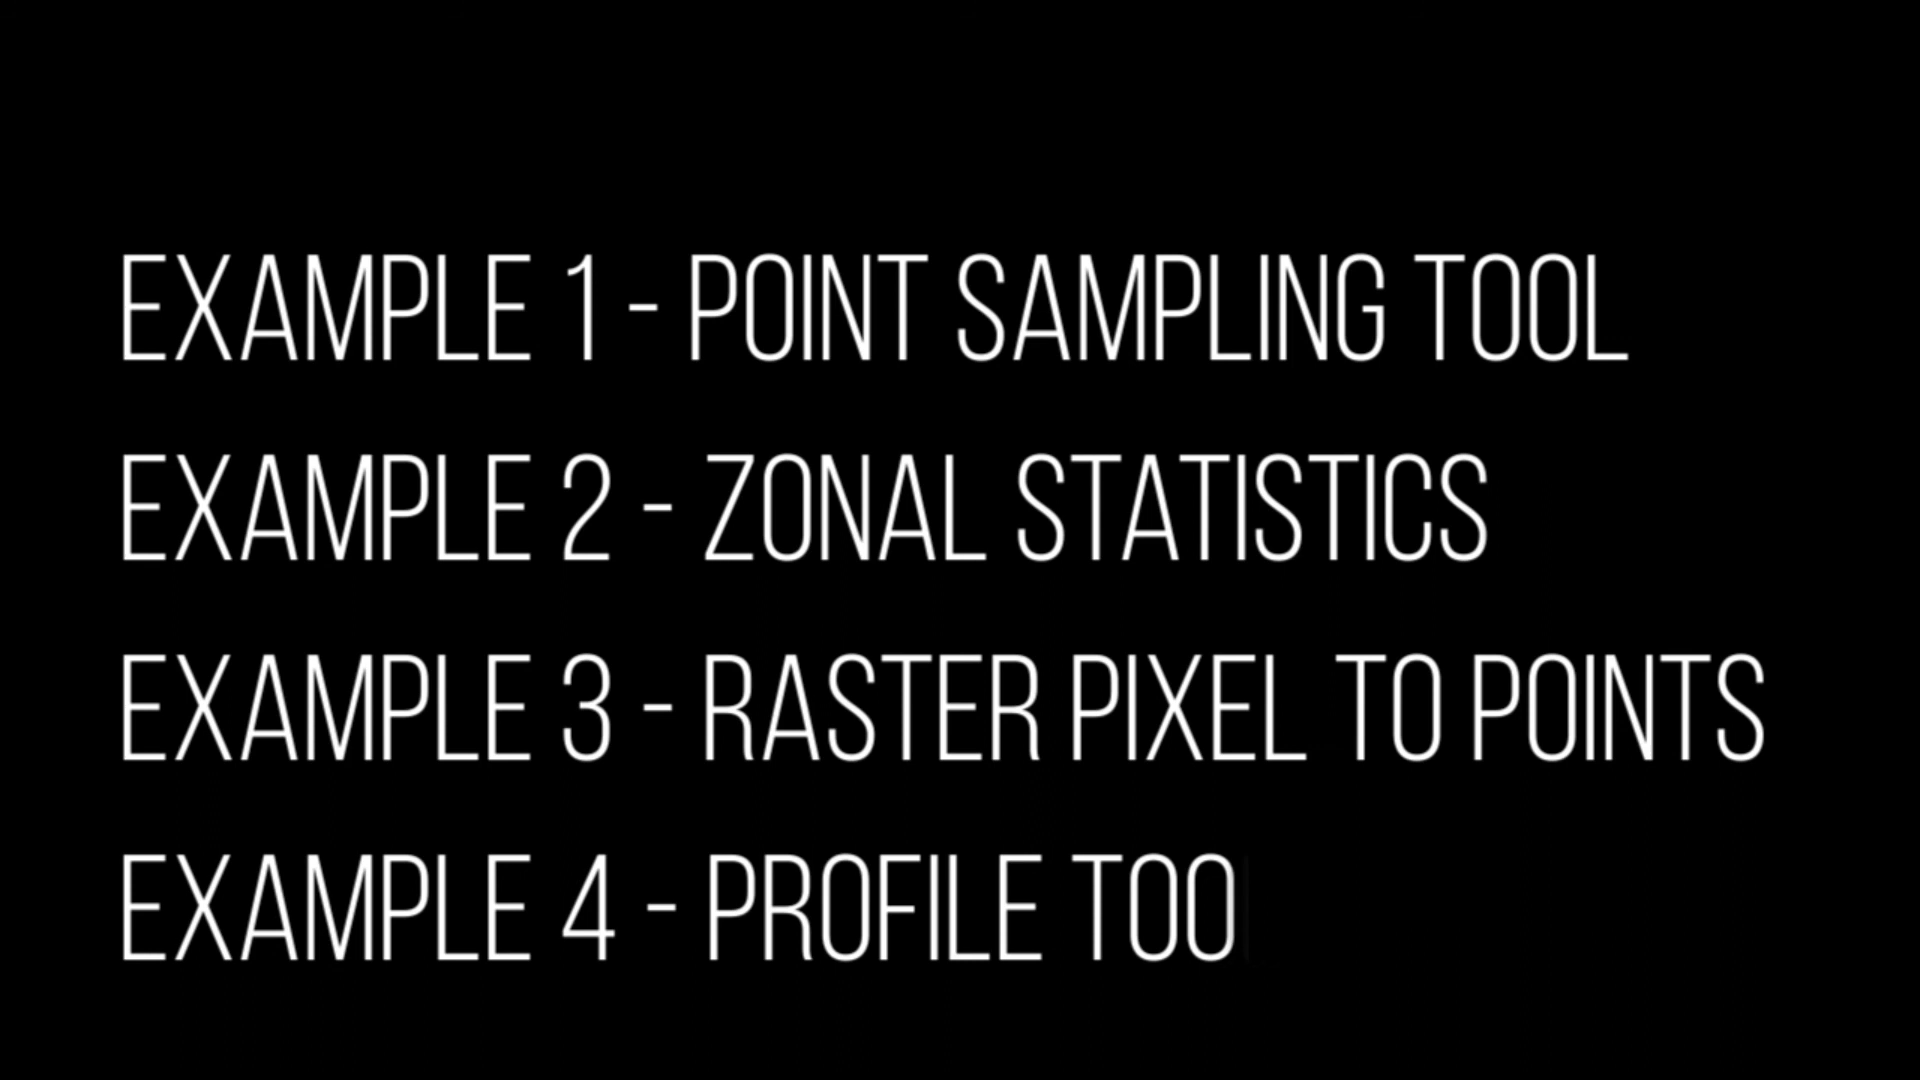 EXAMPLE 1 - POINT SAMPLING TOOL
EXAMPLE 2 - ZONAL STATISTICS
EXAMPLE 3 - RASTER PIXEL TO POINTS
EXAMPLE 4 - PROFILE TOO